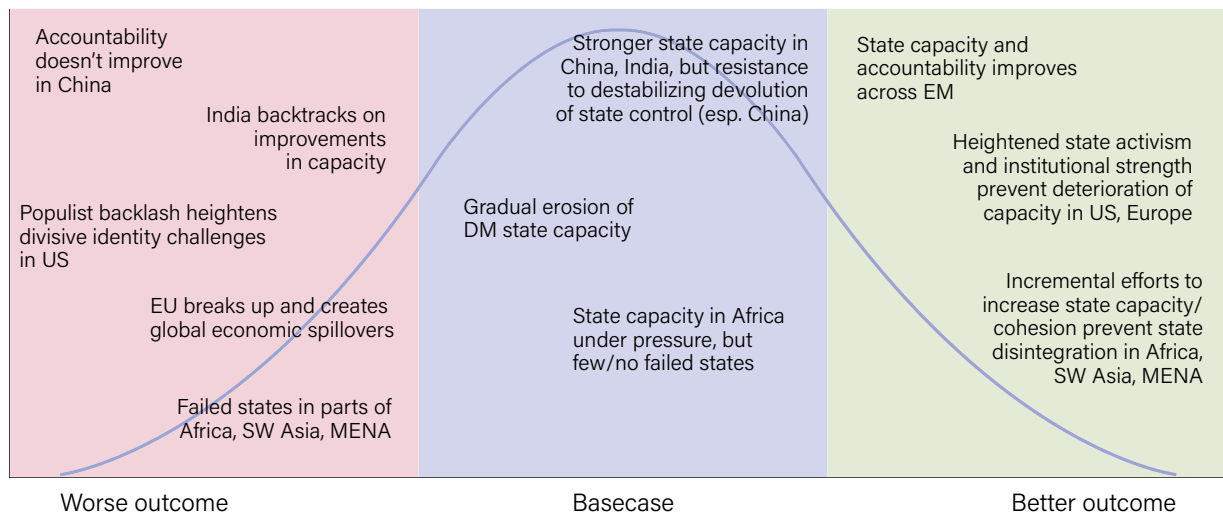 Accountability
doesn’t improve
in China
India backtracks on
improvements
in capacity
Populist backlash heightens
divisive identity challenges
in US
EU breaks up and creates
global economic spillovers
Failed states in parts of
Africa, SW Asia, MENA
Stronger state capacity in
China, India, but resistance
to destabilizing devolution
of state control (esp. China)
Gradual erosion of
DM state capacity
State capacity in Africa
under pressure, but
few/no failed states
State capacity and
accountability improves
across EM
Heightened state activism
and institutional strength
prevent deterioration of
capacity in US, Europe
Incremental efforts to
increase state capacity/
cohesion prevent state
disintegration in Africa,
SW Asia, MENA
Worse outcome
Basecase
Better outcome